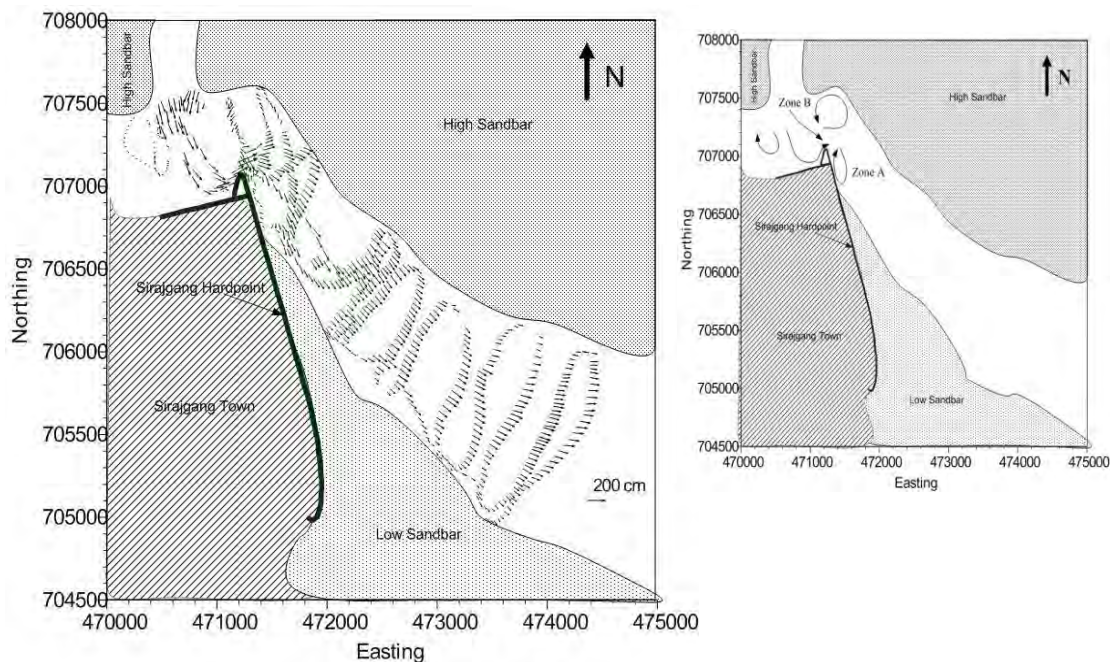 708000
707500
707000
706500
706000
705500
705000
704500
Northing
High Sandbar
N
High Sandbar
Sirajgang Hardpoint
Sirajgang Town
200 cm
Low Sandbar
470000 471000 472000 473000 474000 475000
Easting
708000
707500
707000
706500
706000
705500
705000
704500
Northing
High Sandbar
N
High Sandbar
Zone B
Zone A
Sirajgang Hardpoint
Sirajgang Town
Low Sandbar
470000 471000 472000 473000 474000 475000
Easting